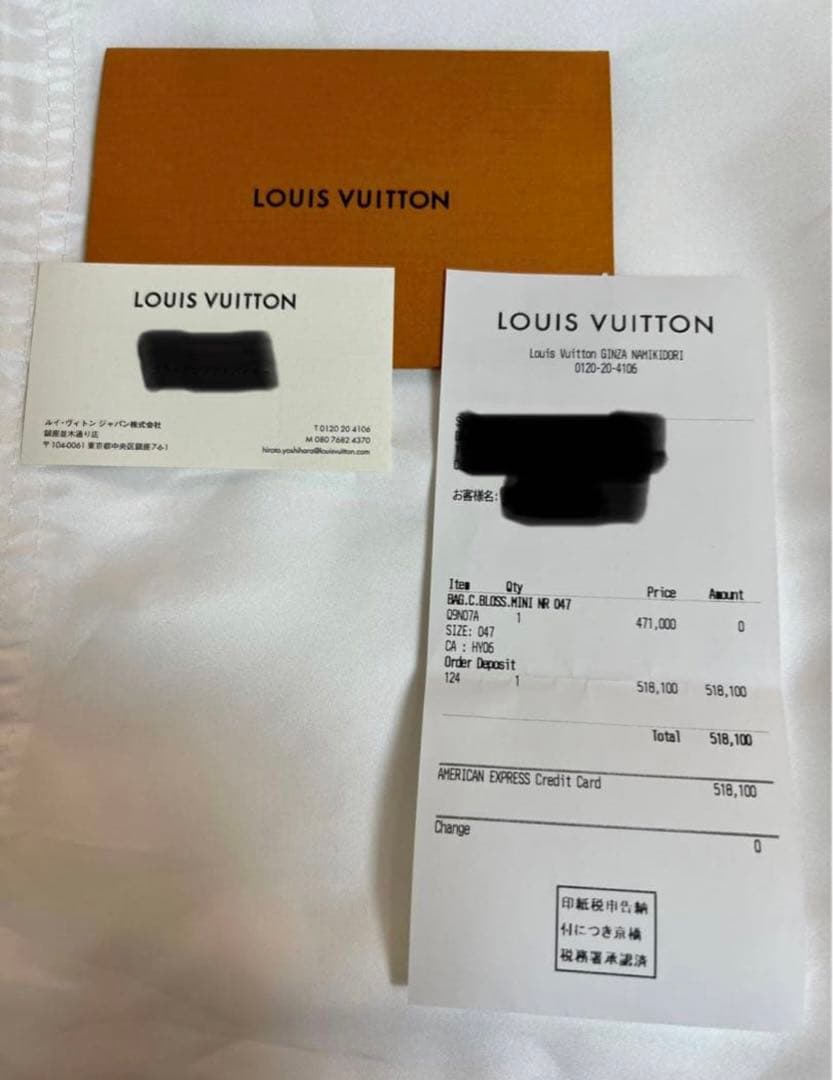 LOUIS VUITTON
LOUIS VUITTON
ルイ・ヴィトン ジャパン株式会社
銀座並木通り店
〒104-0061 東京都中央区銀座7-6-1
T 0120 20 4106
M 080 7682 4370
hiroto.yoshihara@louisvuitton.com
LOUIS VUITTON
Louis Vuitton GINZA NAMIKIDORI
0120-20-4106
お客様名:
Item Qty Price Amount
BAG.C.BLOSS.MINI NR 047
Q9N07A 1 471,000 0
SIZE: 047
CA : HY06
Order Deposit
124 1 518,100 518,100
Total 518,100
AMERICAN EXPRESS Credit Card 518,100
Change 0
印紙税申告納
付につき京橋
税務署承認済